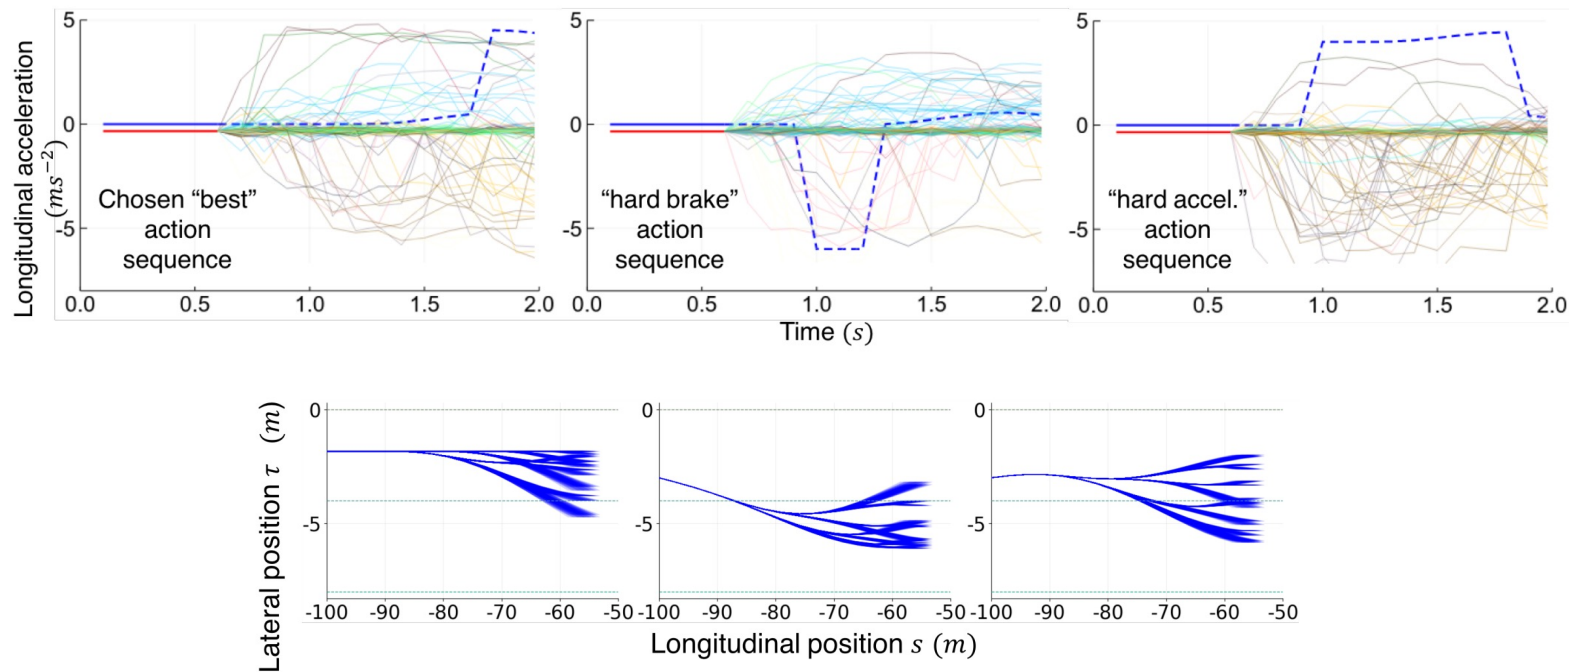 Longitudinal acceleration
(ms⁻²)
5
0
-5
Chosen “best”
action
sequence
0.0 0.5 1.0 1.5 2.0
5
0
-5
“hard brake”
action
sequence
0.0 0.5 1.0 1.5 2.0
5
0
-5
“hard accel.”
action
sequence
0.0 0.5 1.0 1.5 2.0
Time (s)
Lateral position τ (m)
0
-5
-100 -90 -80 -70 -60 -50
0
-5
-100 -90 -80 -70 -60 -50
0
-5
-100 -90 -80 -70 -60 -50
Longitudinal position s (m)